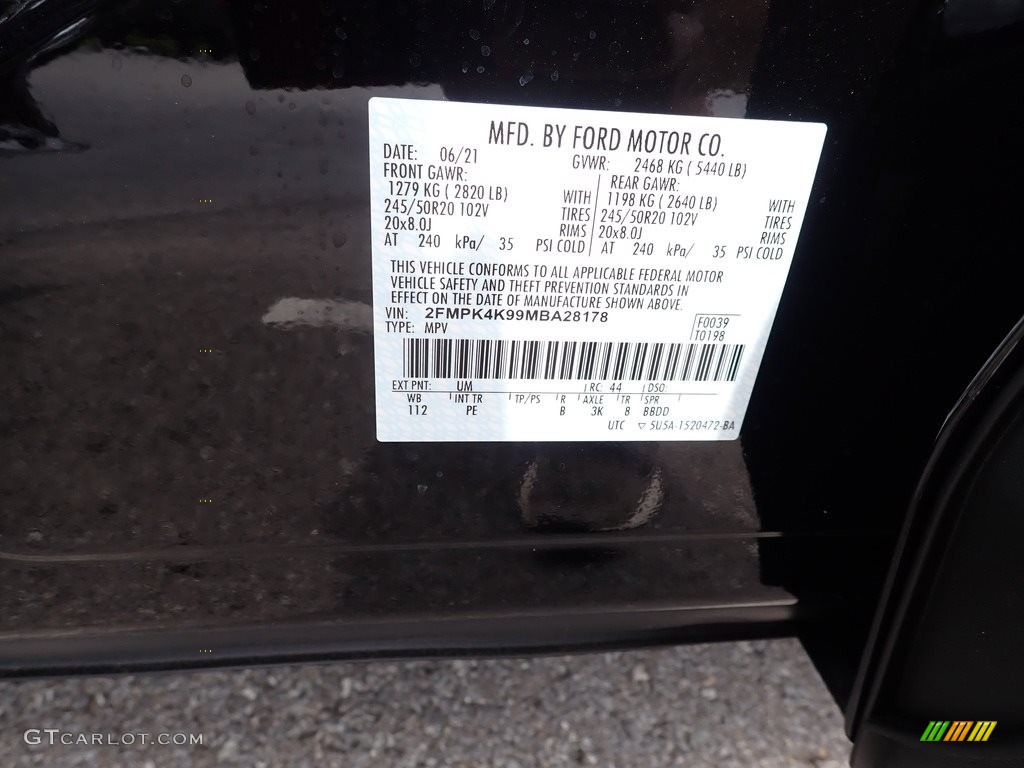 MFD. BY FORD MOTOR CO.
DATE: 06/21 GVWR: 2468 KG ( 5440 LB)
FRONT GAWR: REAR GAWR:
1279 KG ( 2820 LB) WITH 1198 KG ( 2640 LB) WITH
245/50R20 102V TIRES 245/50R20 102V TIRES
20x8.0J RIMS 20x8.0J RIMS
AT 240 kPa/ 35 PSI COLD AT 240 kPa/ 35 PSI COLD
THIS VEHICLE CONFORMS TO ALL APPLICABLE FEDERAL MOTOR
VEHICLE SAFETY AND THEFT PREVENTION STANDARDS IN
EFFECT ON THE DATE OF MANUFACTURE SHOWN ABOVE.
VIN: 2FMPK4K99MBA28178 F0039
TYPE: MPV T0198
EXT PNT: UM RC: 44 DSO:
WB INT TR TP/PS R AXLE TR SPR
112 PE B 3K 8 BBDD
UTC ▽ 5U5A-1520472-BA
GTCARLOT.COM